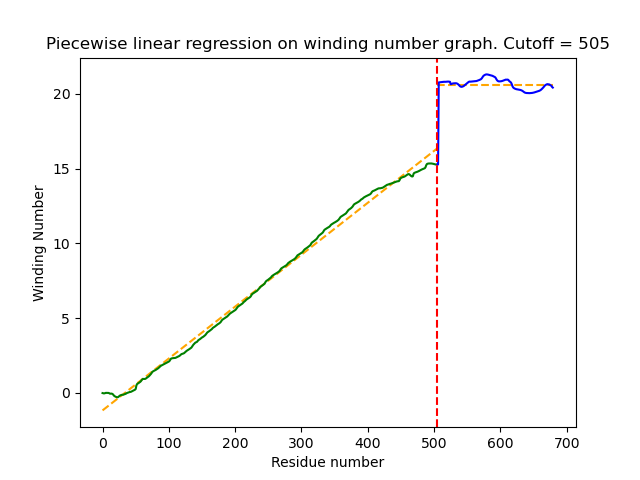 Piecewise linear regression on winding number graph. Cutoff = 505
Winding Number
20
15
10
5
0
0 100 200 300 400 500 600 700
Residue number